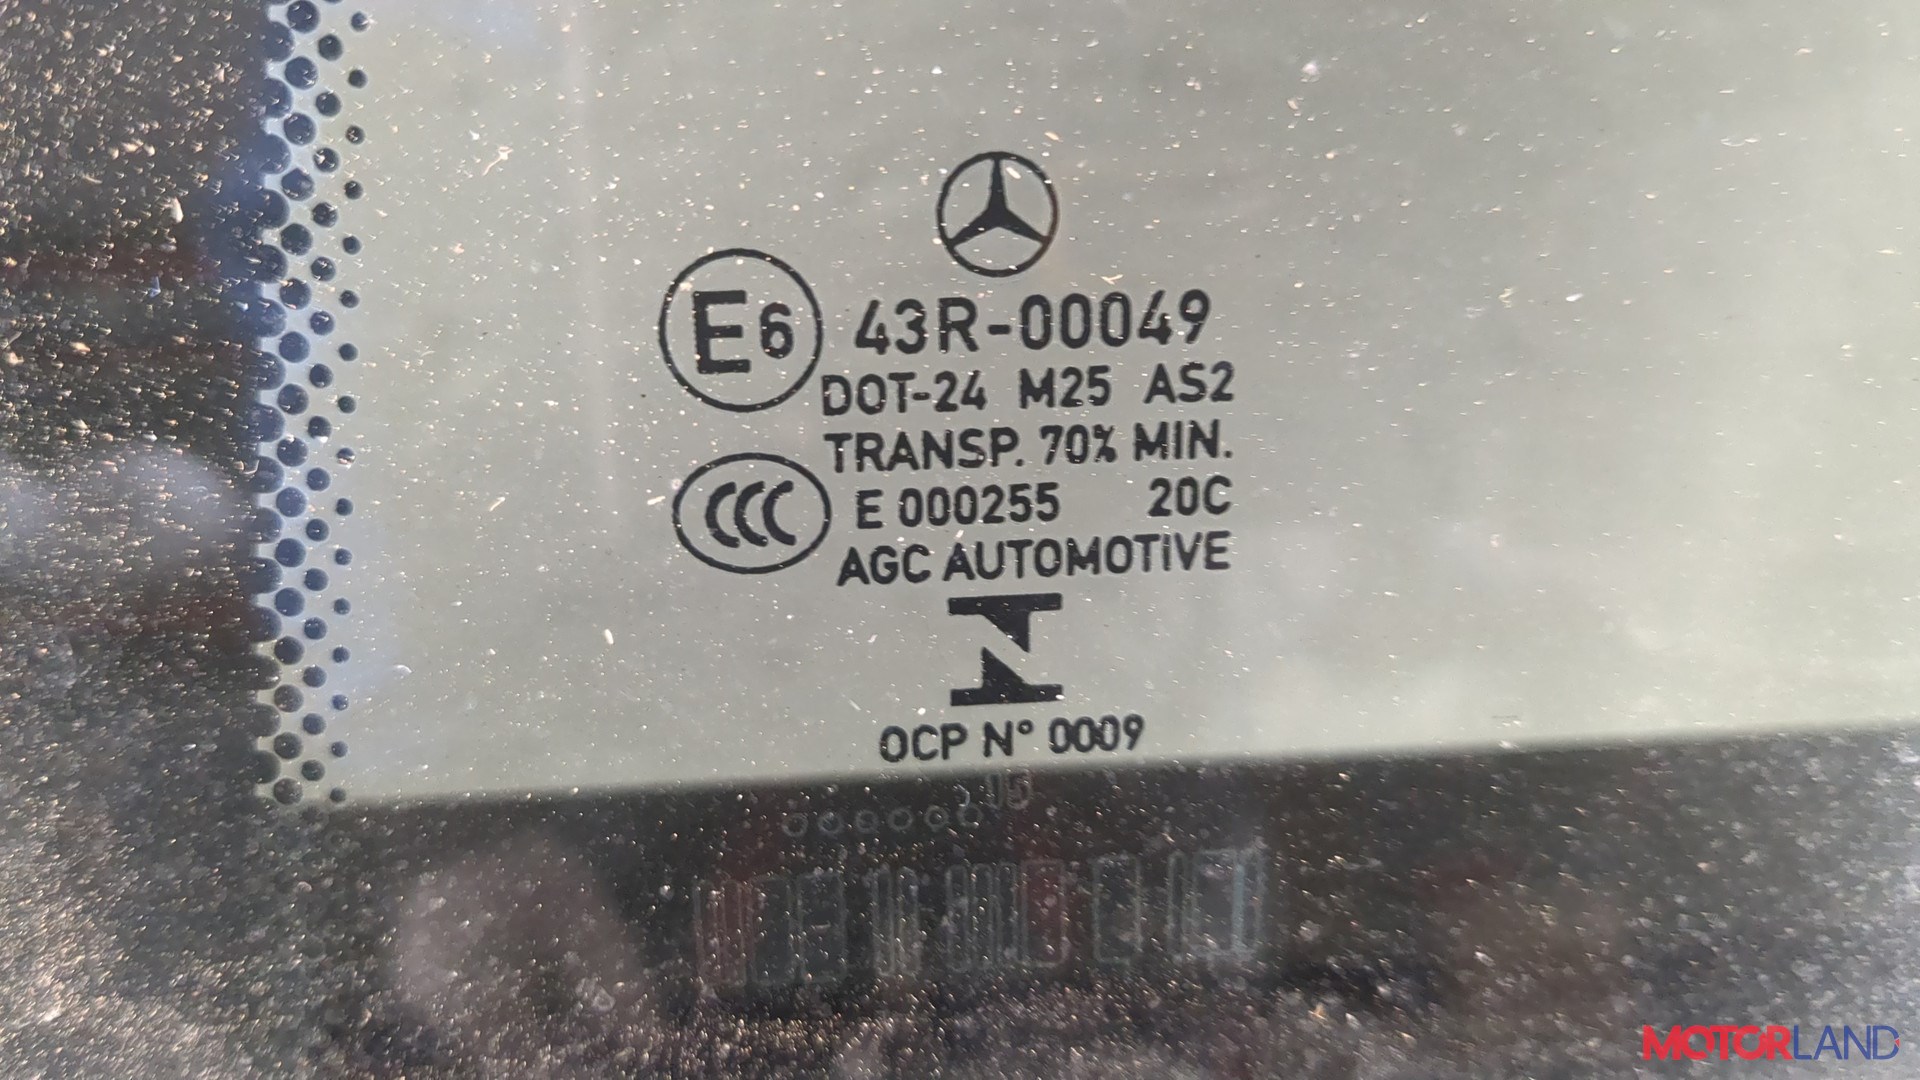 E6 43R-00049
DOT-24 M25 AS2
TRANSP. 70% MIN.
CCC E 000255 20C
AGC AUTOMOTIVE
N
OCP N° 0009
MOTORLAND